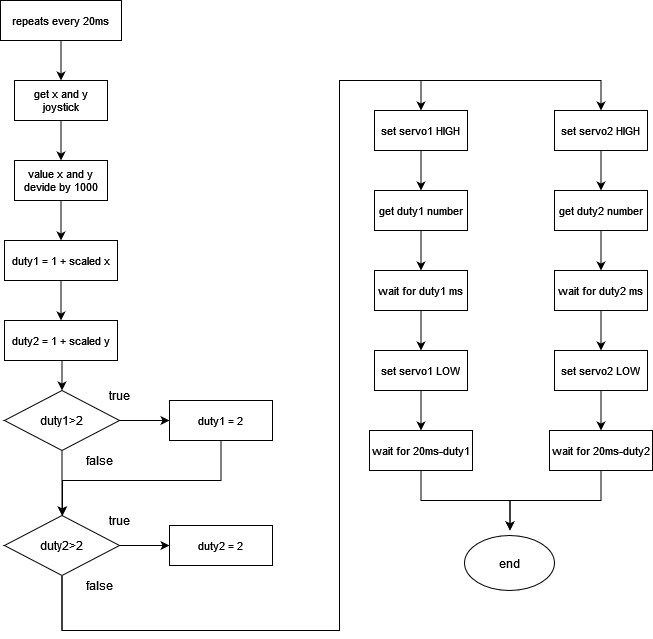 repeats every 20ms
get x and y
joystick
value x and y
devide by 1000
duty1 = 1 + scaled x
duty2 = 1 + scaled y
duty1>2
true
duty1 = 2
false
duty2>2
true
duty2 = 2
false
set servo1 HIGH
get duty1 number
wait for duty1 ms
set servo1 LOW
wait for 20ms-duty1
set servo2 HIGH
get duty2 number
wait for duty2 ms
set servo2 LOW
wait for 20ms-duty2
end